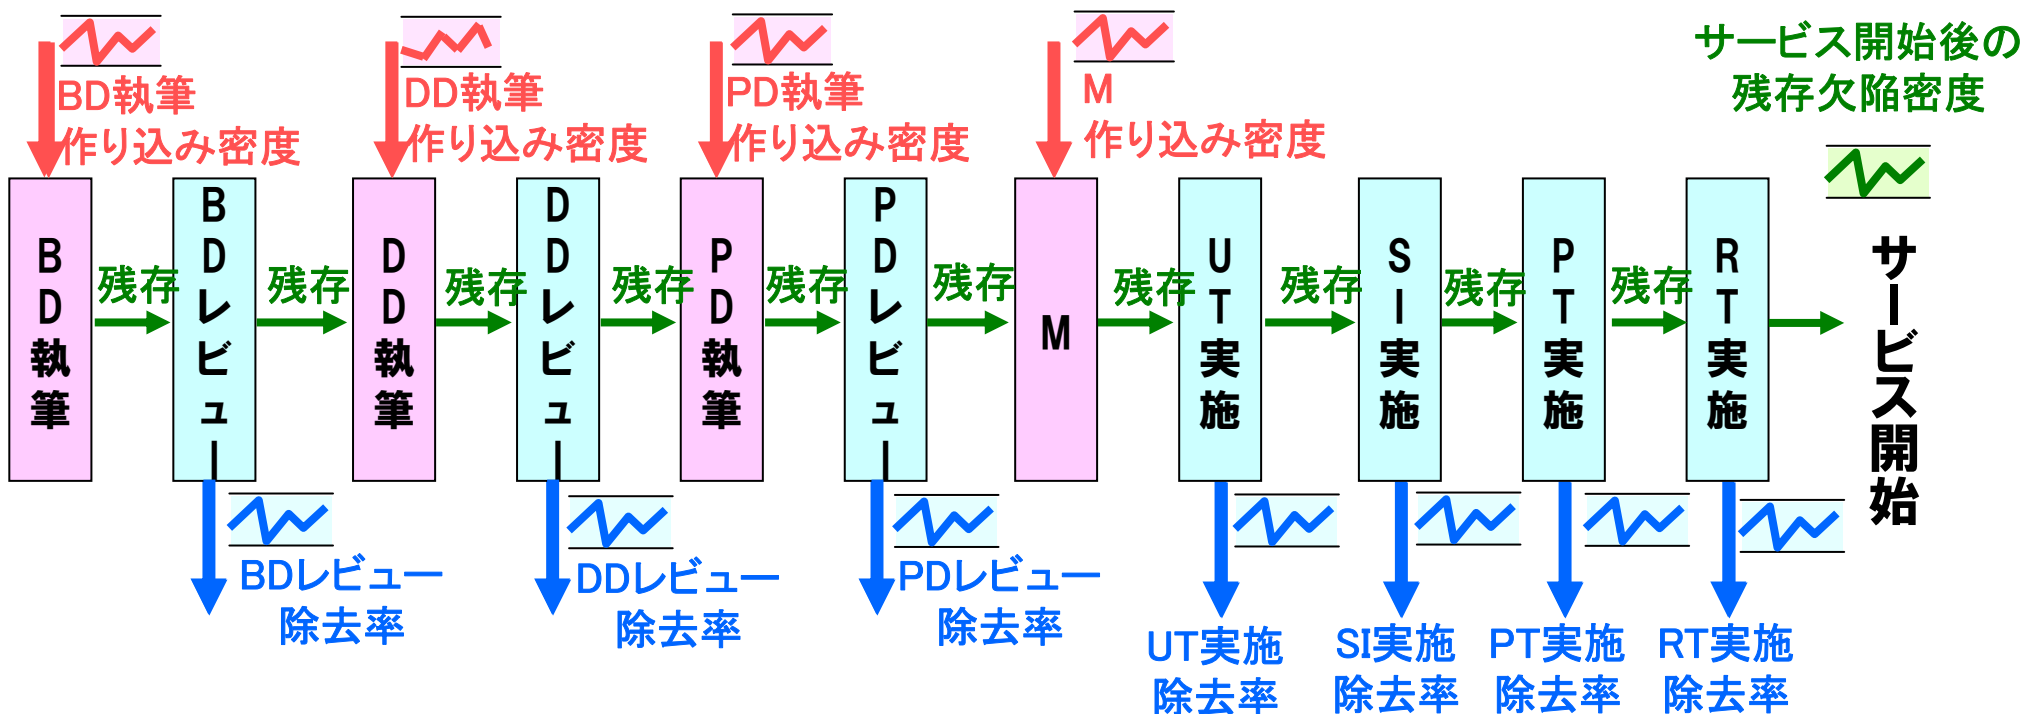 BD執筆
作り込み密度
DD執筆
作り込み密度
PD執筆
作り込み密度
M
作り込み密度
サービス開始後の
残存欠陥密度
BD執筆
残存
BDレビュー
残存
DD執筆
残存
DDレビュー
残存
PD執筆
残存
PDレビュー
残存
M
残存
UT実施
残存
SI実施
残存
PT実施
残存
RT実施
サービス開始
BDレビュー
除去率
DDレビュー
除去率
PDレビュー
除去率
UT実施
除去率
SI実施
除去率
PT実施
除去率
RT実施
除去率